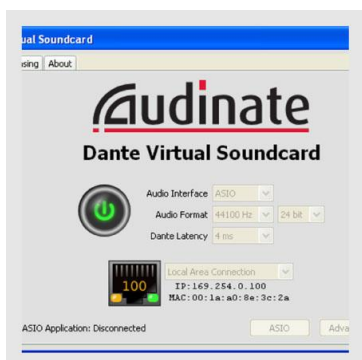 ual Soundcard
nsing About
Audinate
Dante Virtual Soundcard
Audio Interface ASIO
Audio Format 44100 Hz 24 bit
Dante Latency 4 ms
Local Area Connection
100 IP:169.254.0.100
MAC:00:1a:a0:8e:3c:2a
ASIO Application: Disconnected ASIO Adva